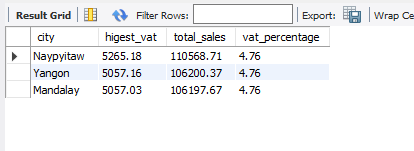 Result Grid Filter Rows: Export: Wrap Ce
city higest_vat total_sales vat_percentage
Naypyitaw 5265.18 110568.71 4.76
Yangon 5057.16 106200.37 4.76
Mandalay 5057.03 106197.67 4.76